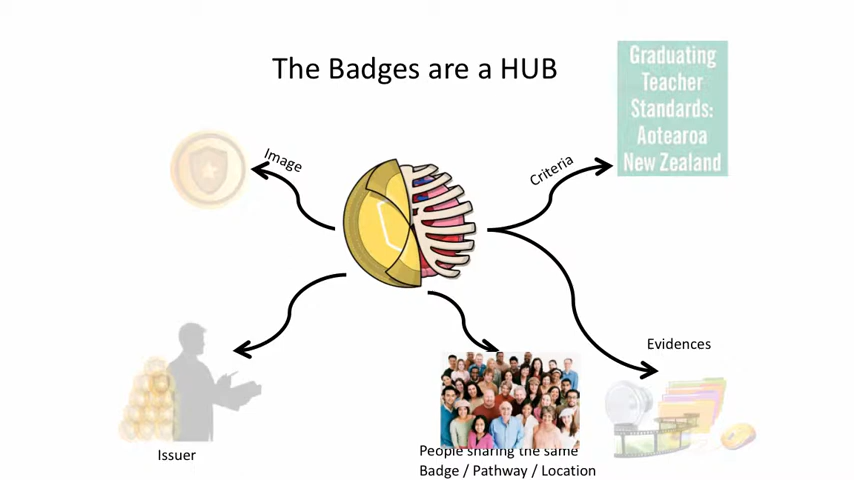 The Badges are a HUB
Graduating
Teacher
Standards:
Aotearoa
New Zealand
Image
Criteria
Evidences
Issuer
People sharing the same
Badge / Pathway / Location